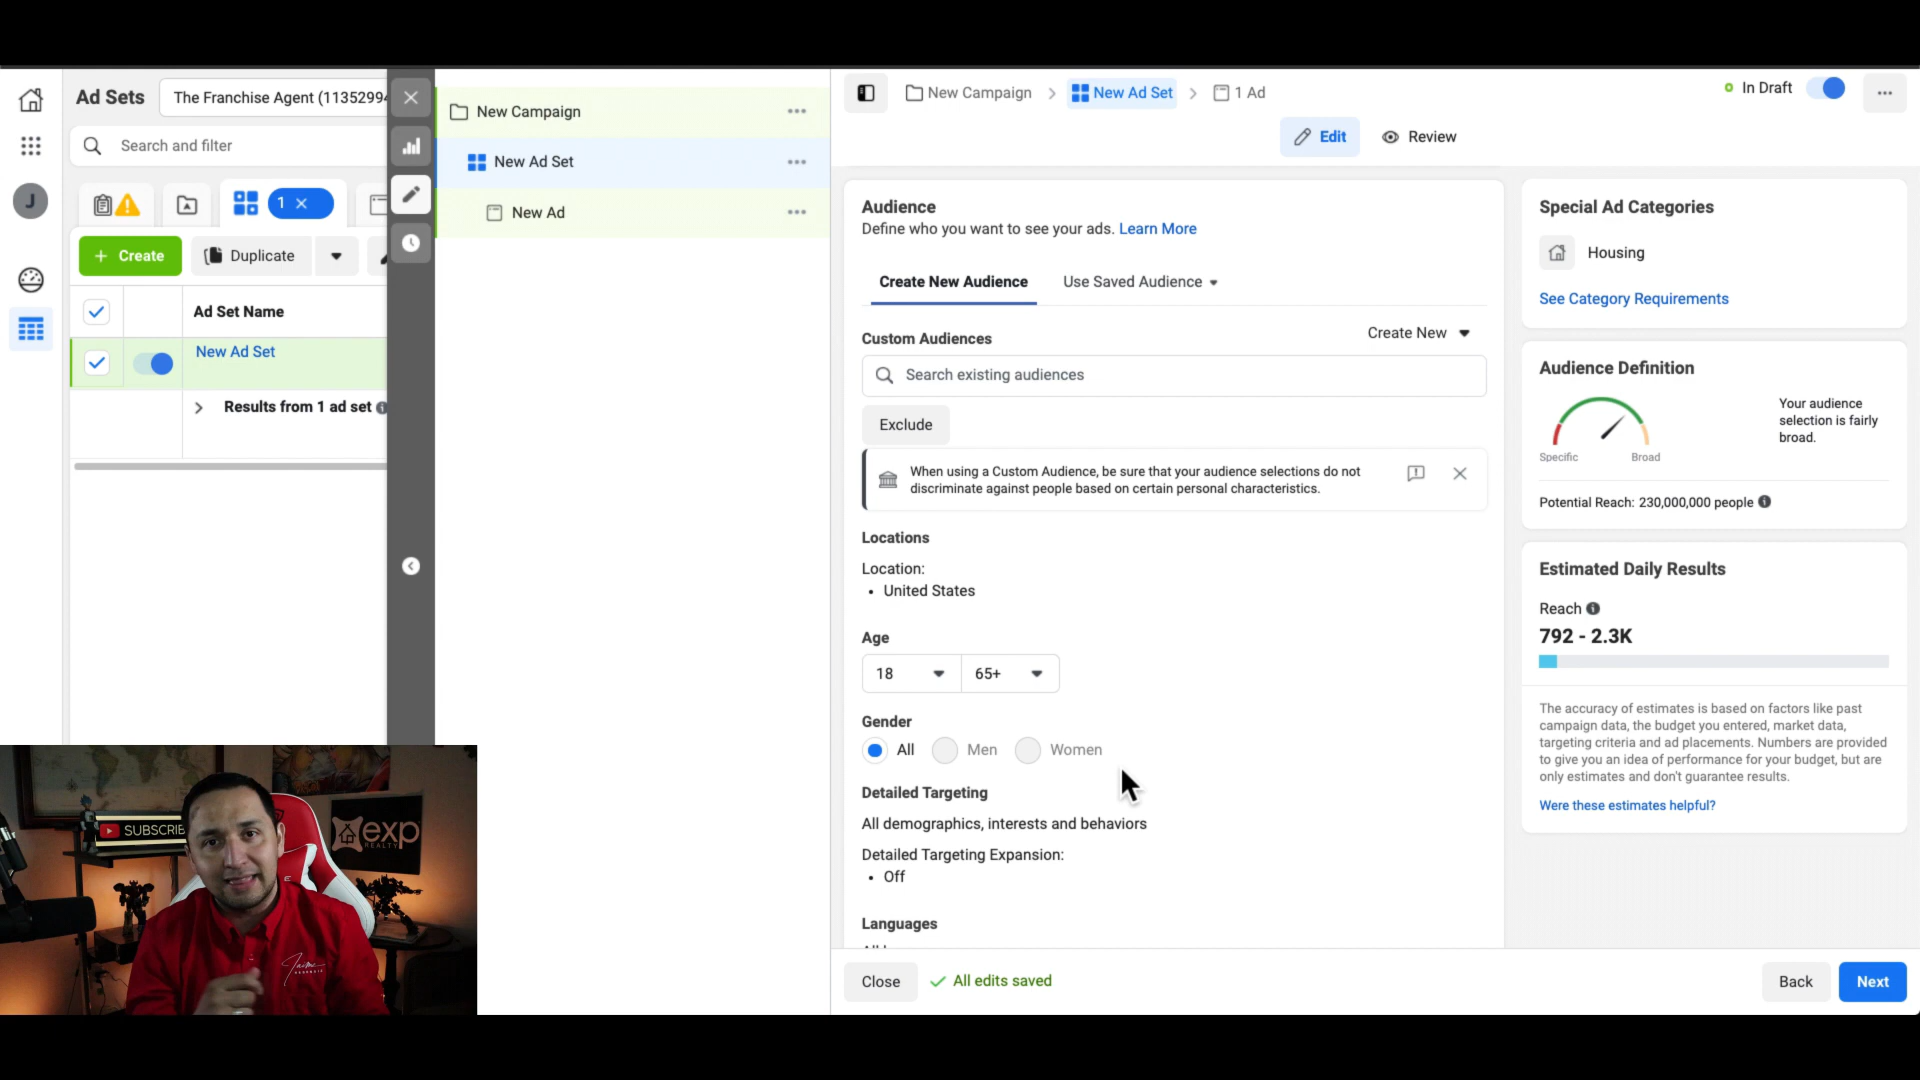 Ad Sets
The Franchise Agent (11352994
Search and filter
1
Create
Duplicate
Ad Set Name
New Ad Set
Results from 1 ad set
J
New Campaign
New Ad Set
New Ad
New Campaign
New Ad Set
1 Ad
In Draft
Edit
Review
Audience
Define who you want to see your ads. Learn More
Create New Audience
Use Saved Audience
Custom Audiences
Create New
Search existing audiences
Exclude
When using a Custom Audience, be sure that your audience selections do not
discriminate against people based on certain personal characteristics.
Locations
Location:
• United States
Age
18
65+
Gender
All
Men
Women
Detailed Targeting
All demographics, interests and behaviors
Detailed Targeting Expansion:
• Off
Languages
Close
All edits saved
Back
Next
Special Ad Categories
Housing
See Category Requirements
Audience Definition
Your audience
selection is fairly
broad.
Specific
Broad
Potential Reach: 230,000,000 people
Estimated Daily Results
Reach
792 - 2.3K
The accuracy of estimates is based on factors like past
campaign data, the budget you entered, market data,
targeting criteria and ad placements. Numbers are provided
to give you an idea of performance for your budget, but are
only estimates and don't guarantee results.
Were these estimates helpful?
SUBSCRIBE
exp
REALTY
Jaime